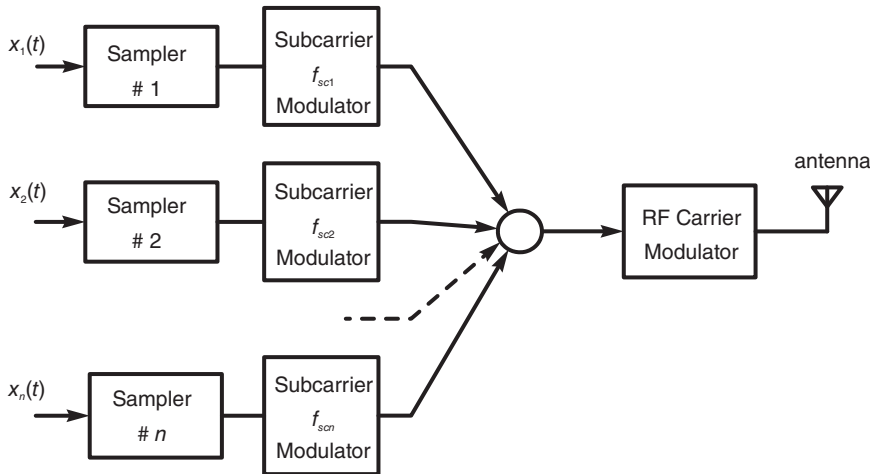 x₁(t)
Sampler
# 1
Subcarrier
fsc1
Modulator
x₂(t)
Sampler
# 2
Subcarrier
fsc2
Modulator
xₙ(t)
Sampler
# n
Subcarrier
fscn
Modulator
RF Carrier
Modulator
antenna